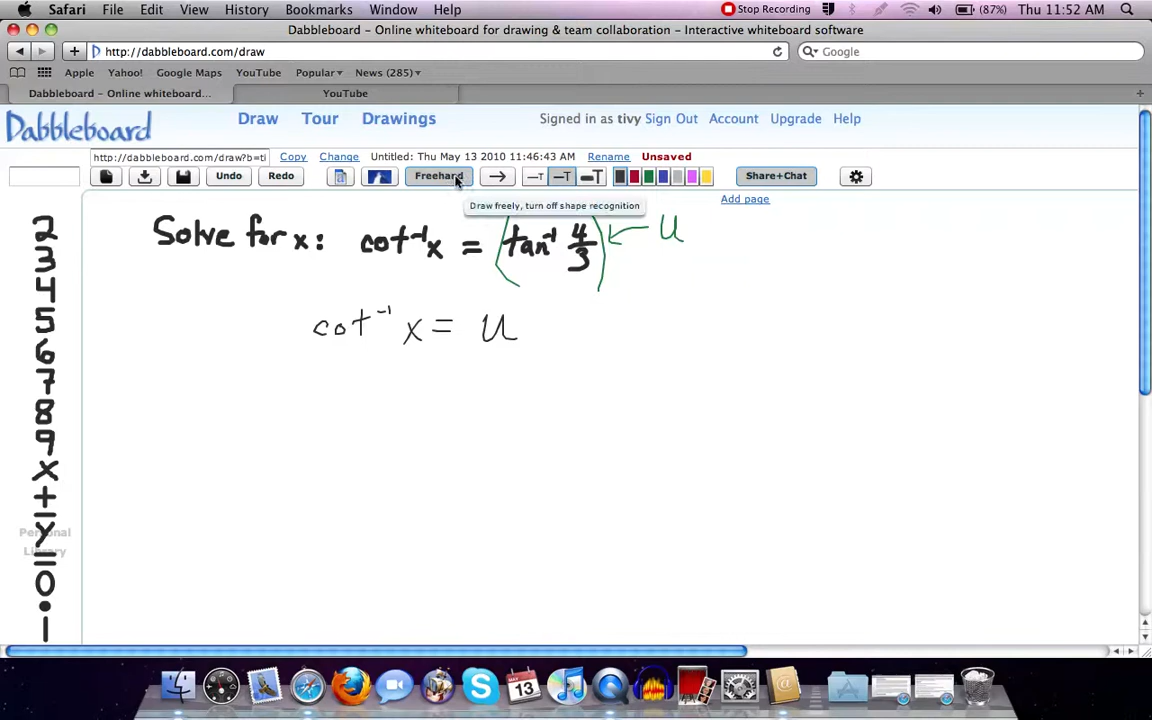 Safari File Edit View History Bookmarks Window Help Stop Recording (87%) Thu 11:52 AM
Dabbleboard - Online whiteboard for drawing & team collaboration - Interactive whiteboard software
http://dabbleboard.com/draw Google
Apple Yahoo! Google Maps YouTube Popular▾ News (285)▾
Dabbleboard - Online whiteboard... YouTube
Dabbleboard Draw Tour Drawings Signed in as tivy Sign Out Account Upgrade Help
http://dabbleboard.com/draw?b=ti Copy Change Untitled: Thu May 13 2010 11:46:43 AM Rename Unsaved
Undo Redo Freehand T T T Share+Chat
Draw freely, turn off shape recognition
Add page
Solve for x: cot⁻¹x = (tan⁻¹ 4/3) ← u
cot⁻¹ x = u
2
3
4
5
6
7
8
9
x
+
y
=
0
•
–
Personal
Library
MAY
13